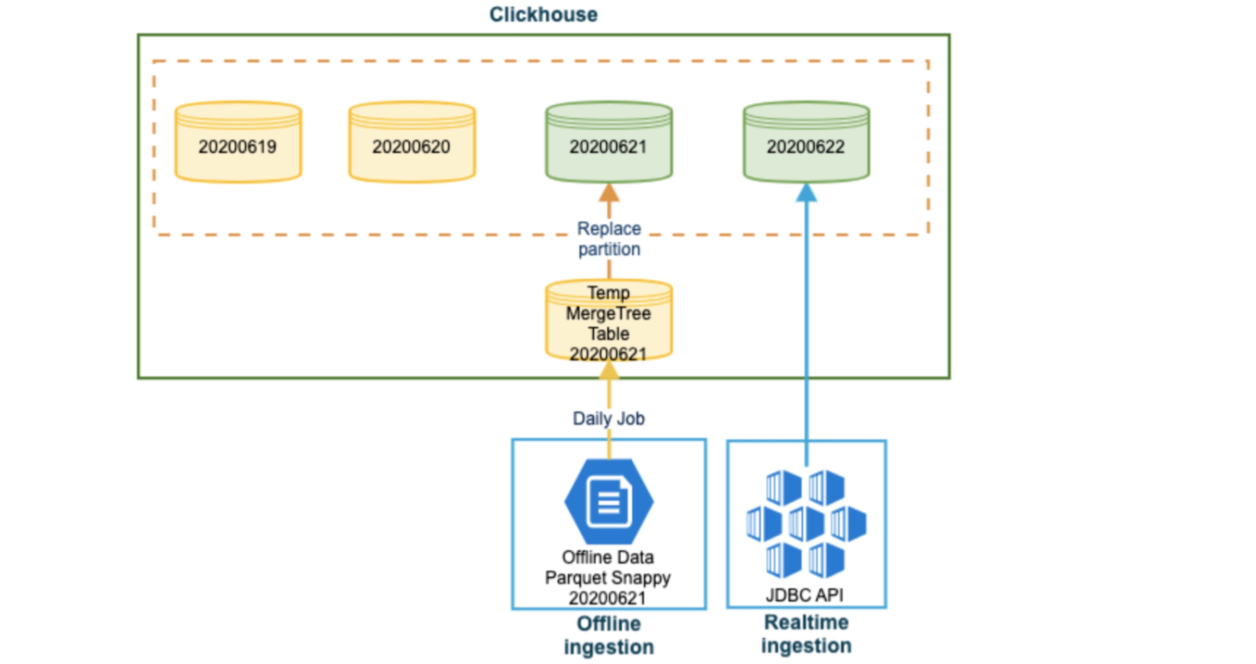 Clickhouse
20200619
20200620
20200621
20200622
Replace
partition
Temp
MergeTree
Table
20200621
Daily Job
Offline Data
Parquet Snappy
20200621
JDBC API
Offline
ingestion
Realtime
ingestion